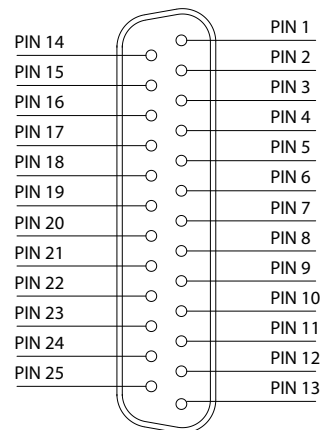 PIN 1
PIN 2
PIN 3
PIN 4
PIN 5
PIN 6
PIN 7
PIN 8
PIN 9
PIN 10
PIN 11
PIN 12
PIN 13
PIN 14
PIN 15
PIN 16
PIN 17
PIN 18
PIN 19
PIN 20
PIN 21
PIN 22
PIN 23
PIN 24
PIN 25